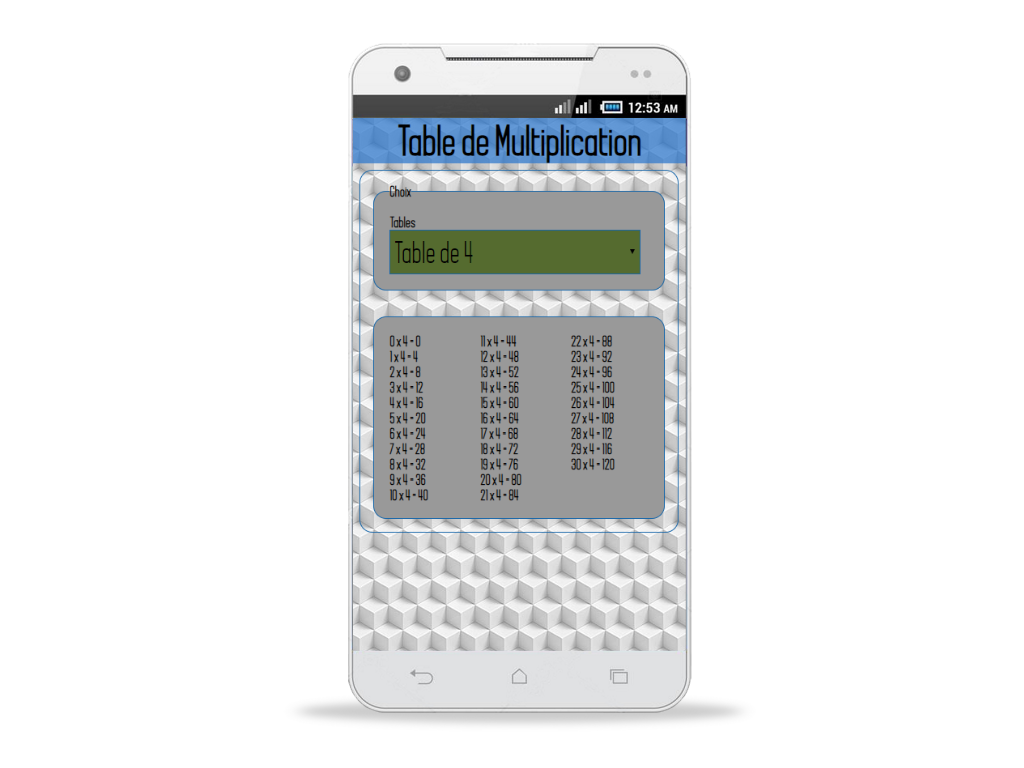 12:53 AM
Table de Multiplication
Choix
Tables
Table de 4
0 x 4 = 0
1 x 4 = 4
2 x 4 = 8
3 x 4 = 12
4 x 4 = 16
5 x 4 = 20
6 x 4 = 24
7 x 4 = 28
8 x 4 = 32
9 x 4 = 36
10 x 4 = 40
11 x 4 = 44
12 x 4 = 48
13 x 4 = 52
14 x 4 = 56
15 x 4 = 60
16 x 4 = 64
17 x 4 = 68
18 x 4 = 72
19 x 4 = 76
20 x 4 = 80
21 x 4 = 84
22 x 4 = 88
23 x 4 = 92
24 x 4 = 96
25 x 4 = 100
26 x 4 = 104
27 x 4 = 108
28 x 4 = 112
29 x 4 = 116
30 x 4 = 120